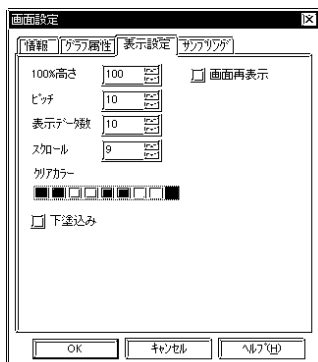 画面設定
情報 グラフ属性 表示設定 サンプリング
100%高さ 100 画面再表示
ピッチ 10
表示データ数 10
スクロール 9
クリアカラー
下塗込み
OK キャンセル ヘルプ(H)